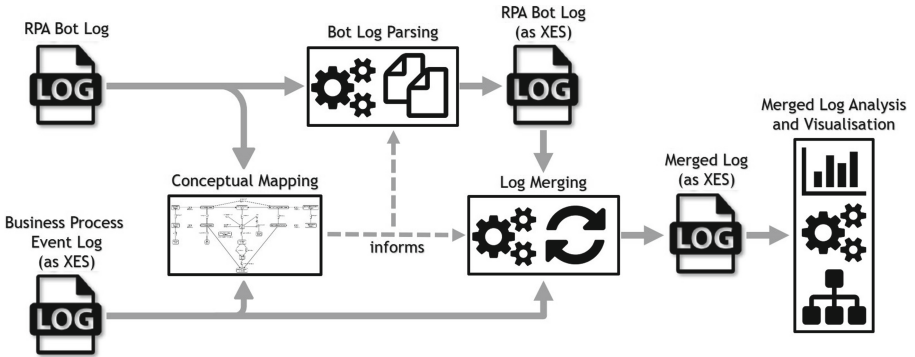 RPA Bot Log
LOG
Bot Log Parsing
RPA Bot Log
(as XES)
LOG
Conceptual Mapping
informs
Log Merging
Merged Log
(as XES)
LOG
Merged Log Analysis
and Visualisation
Business Process
Event Log
(as XES)
LOG